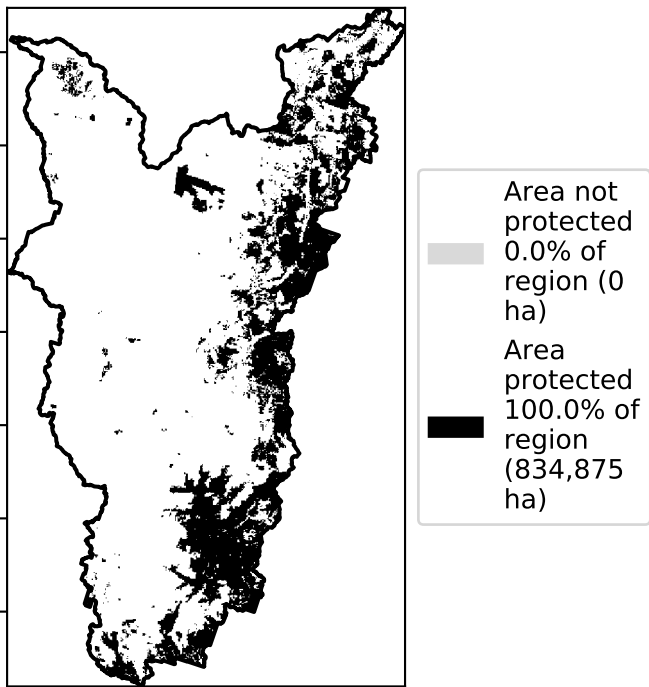 Area not
protected
0.0% of
region (0
ha)
Area
protected
100.0% of
region
(834,875
ha)